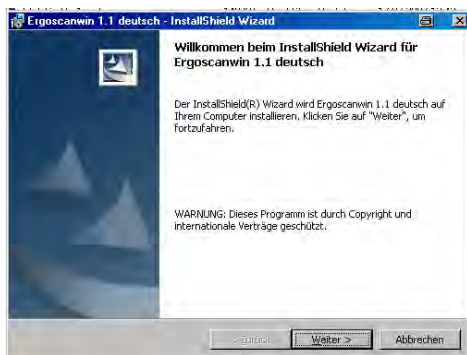 Ergoscanwin 1.1 deutsch - InstallShield Wizard
Willkommen beim InstallShield Wizard für
Ergoscanwin 1.1 deutsch
Der InstallShield(R) Wizard wird Ergoscanwin 1.1 deutsch auf
Ihrem Computer installieren. Klicken Sie auf "Weiter", um
fortzufahren.
WARNUNG: Dieses Programm ist durch Copyright und
internationale Verträge geschützt.
< Zurück
Weiter >
Abbrechen